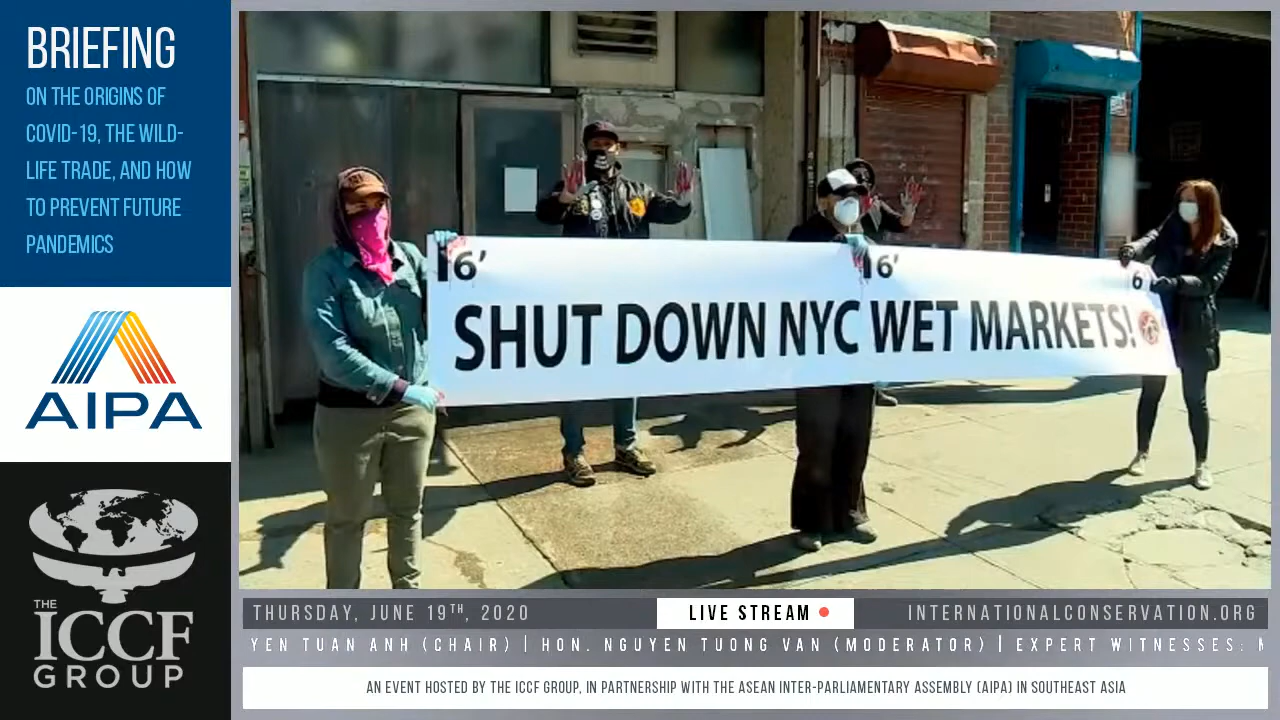 BRIEFING
ON THE ORIGINS OF
COVID-19, THE WILD-
LIFE TRADE, AND HOW
TO PREVENT FUTURE
PANDEMICS
AIPA
THE
ICCF
GROUP
6’
6’
6
SHUT DOWN NYC WET MARKETS!
THURSDAY, JUNE 19TH, 2020
LIVE STREAM
INTERNATIONALCONSERVATION.ORG
YEN TUAN ANH (CHAIR) | HON. NGUYEN TUONG VAN (MODERATOR) | EXPERT WITNESSES:
AN EVENT HOSTED BY THE ICCF GROUP, IN PARTNERSHIP WITH THE ASEAN INTER-PARLIAMENTARY ASSEMBLY (AIPA) IN SOUTHEAST ASIA